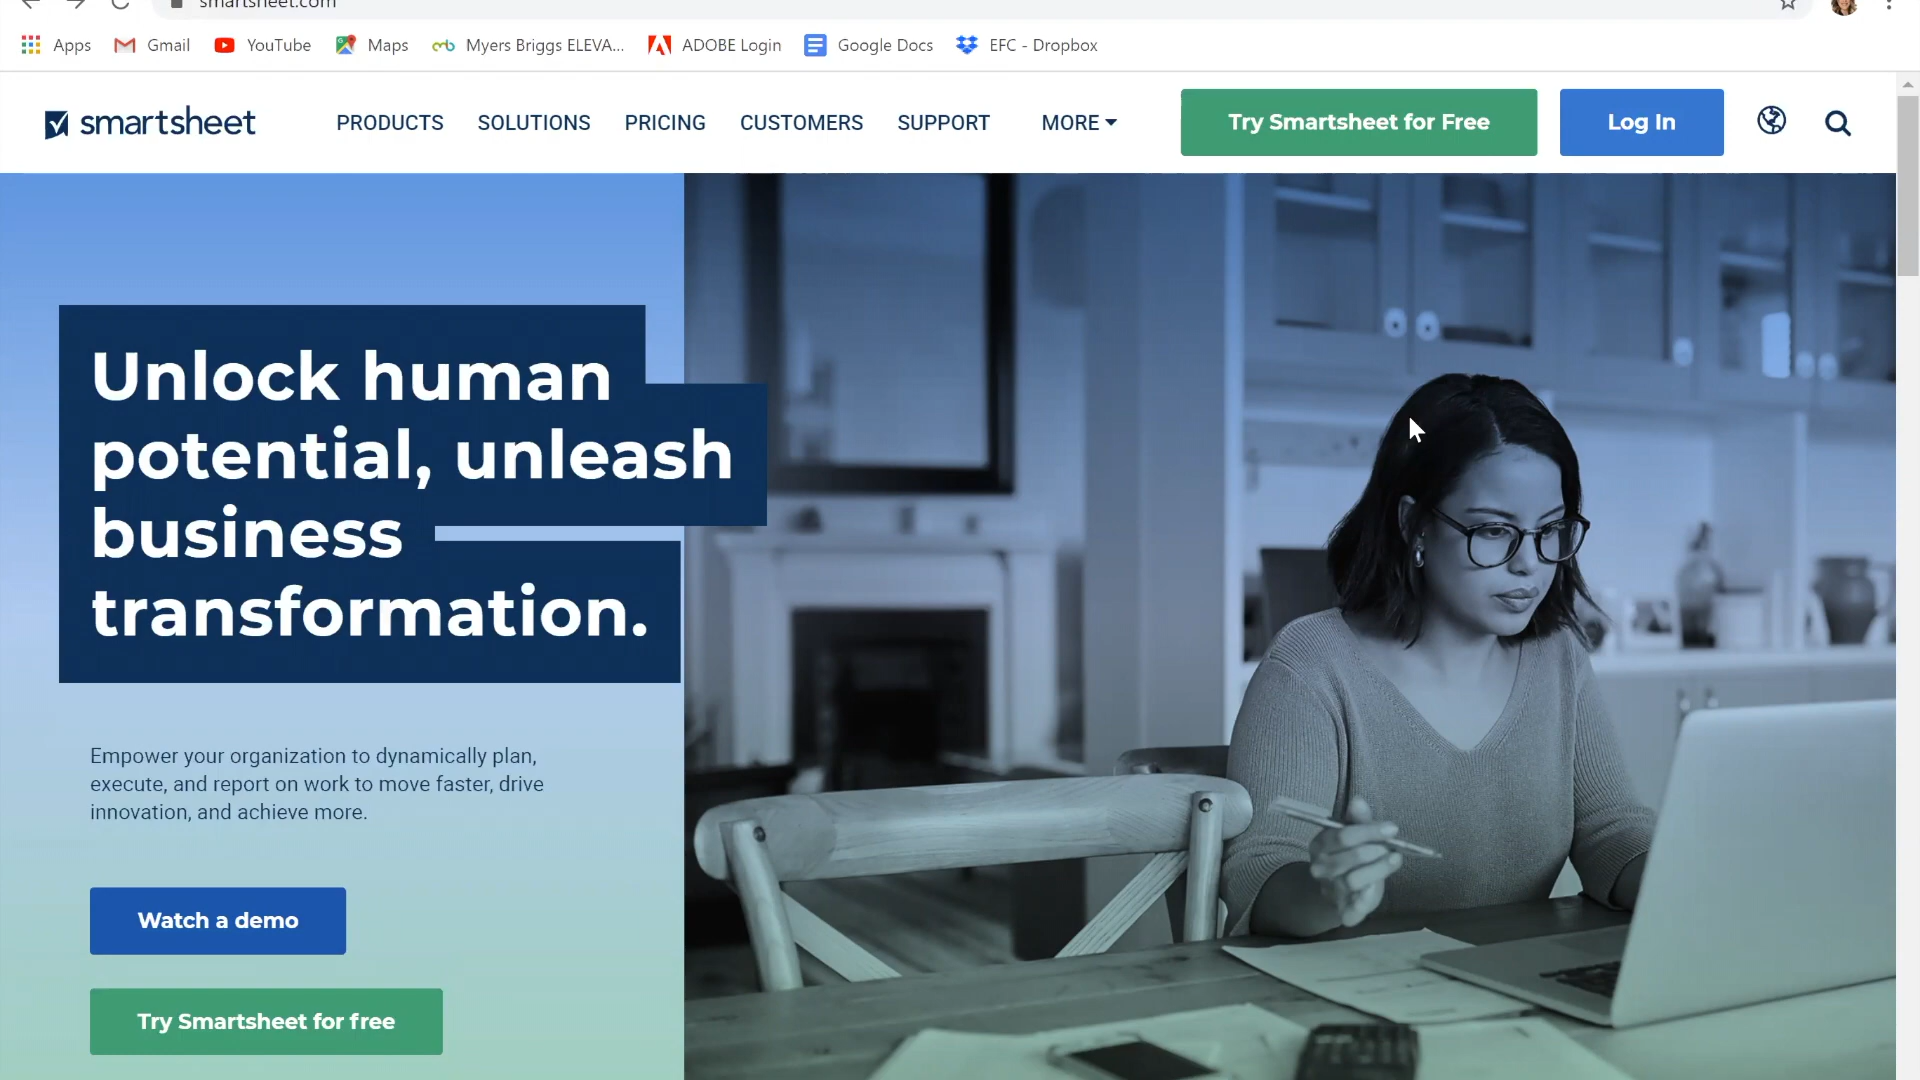 smartsheet.com
Apps Gmail YouTube Maps Myers Briggs ELEVA... ADOBE Login Google Docs EFC - Dropbox
smartsheet PRODUCTS SOLUTIONS PRICING CUSTOMERS SUPPORT MORE Try Smartsheet for Free Log In
Unlock human
potential, unleash
business
transformation.
Empower your organization to dynamically plan,
execute, and report on work to move faster, drive
innovation, and achieve more.
Watch a demo
Try Smartsheet for free